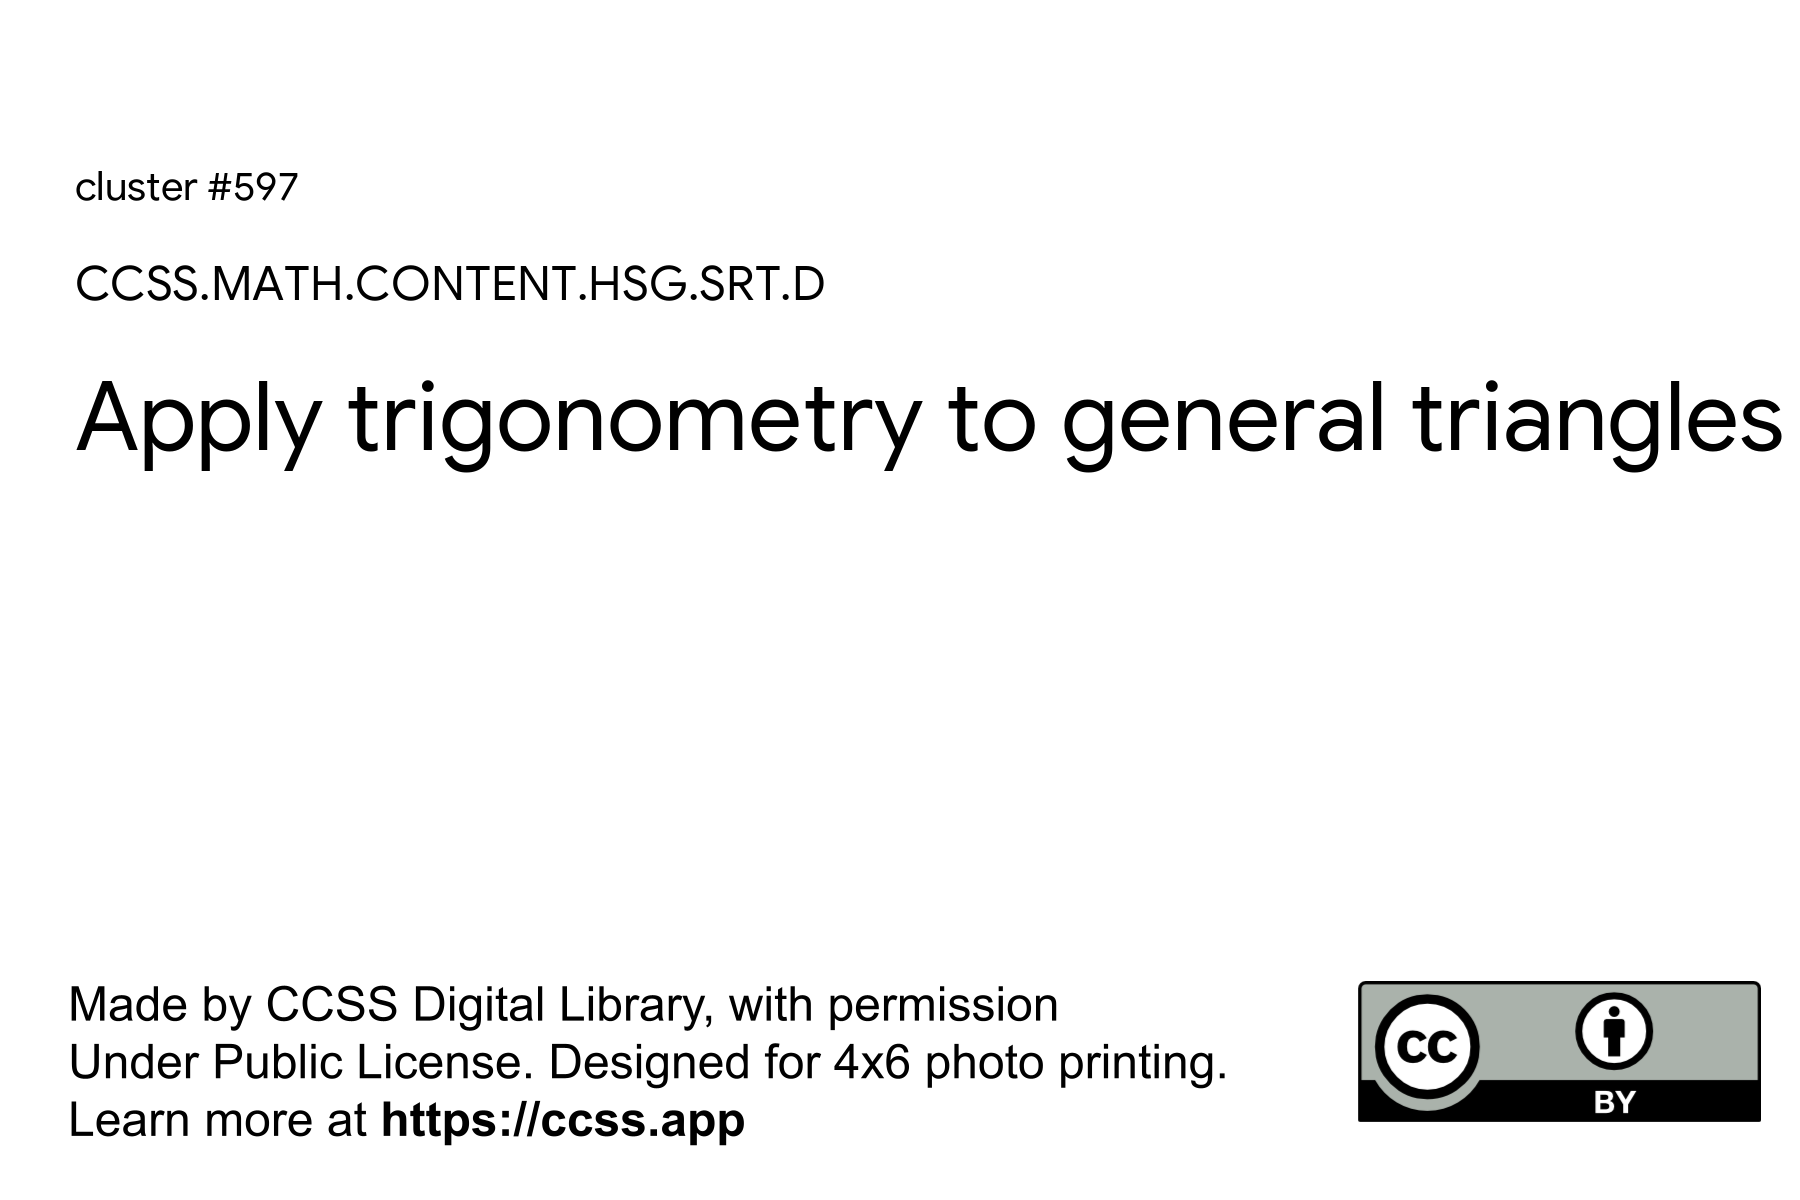 cluster #597
CCSS.MATH.CONTENT.HSG.SRT.D
Apply trigonometry to general triangles
Made by CCSS Digital Library, with permission
Under Public License. Designed for 4x6 photo printing.
Learn more at https://ccss.app
CC
BY